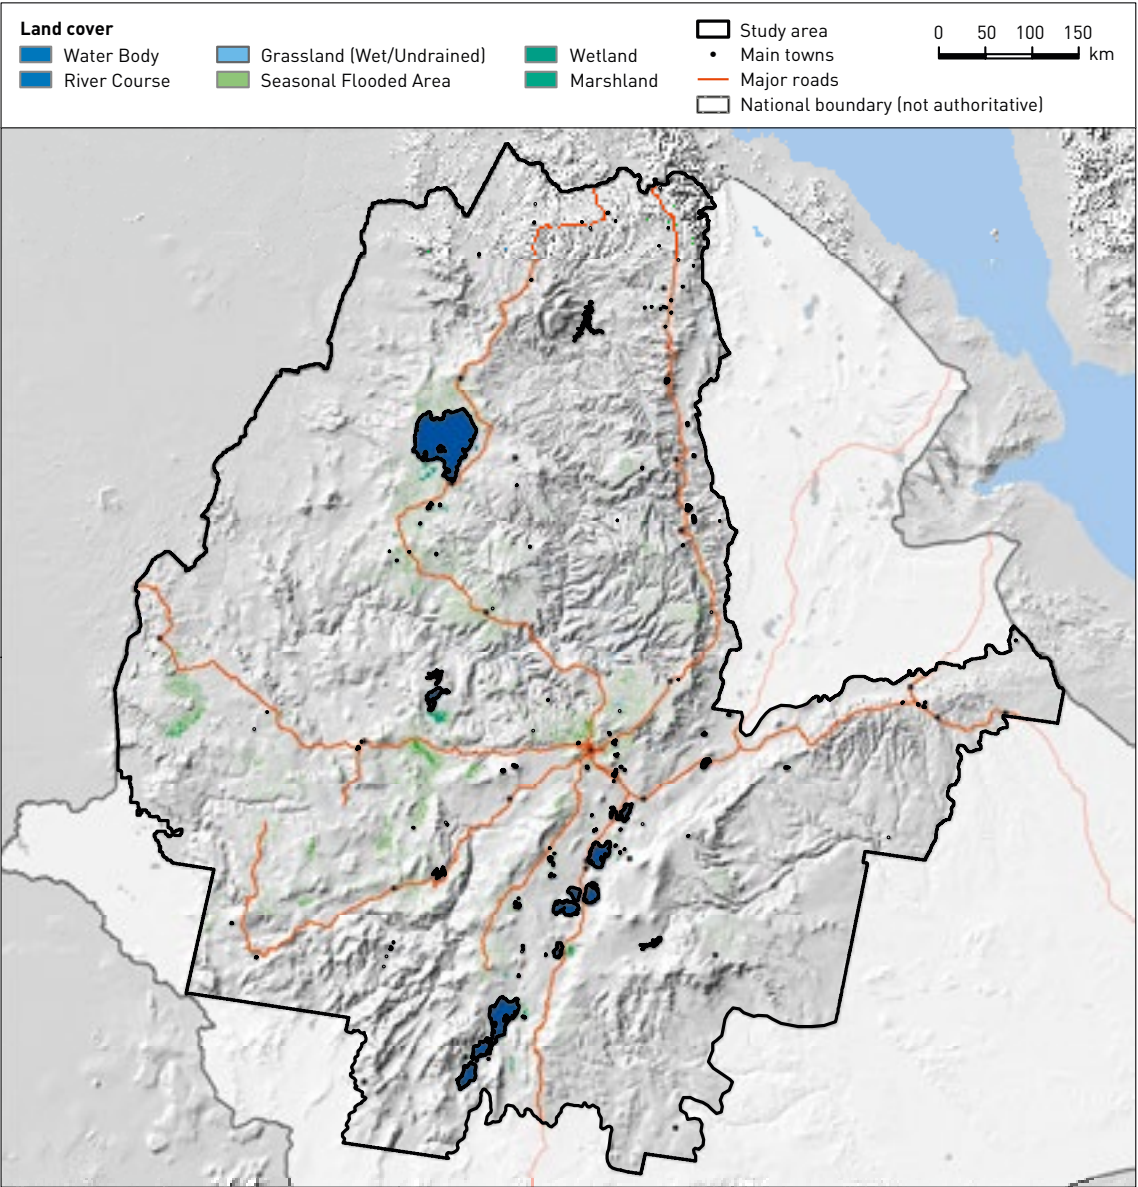 Land cover
Water Body
River Course
Grassland (Wet/Undrained)
Seasonal Flooded Area
Wetland
Marshland
Study area
Main towns
Major roads
National boundary (not authoritative)
0 50 100 150
km